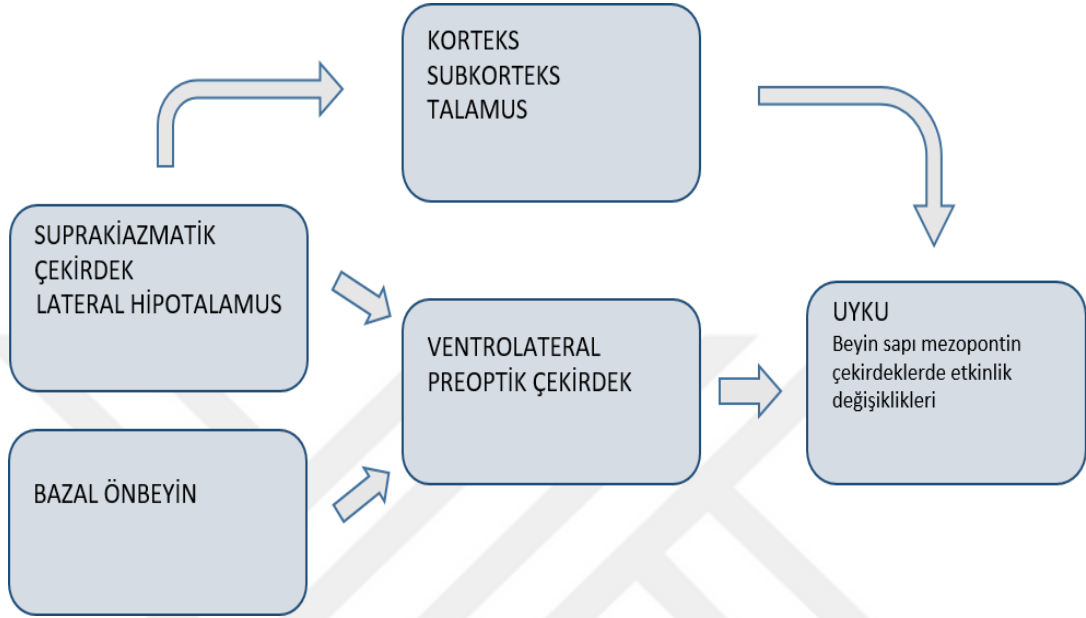 KORTEKS
SUBKORTEKS
TALAMUS
SUPRAKİAZMATİK
ÇEKİRDEK
LATERAL HİPOTALAMUS
VENTROLATERAL
PREOPTİK ÇEKİRDEK
UYKU
Beyin sapı mezopontin
çekirdeklerde etkinlik
değişiklikleri
BAZAL ÖNBEYİN